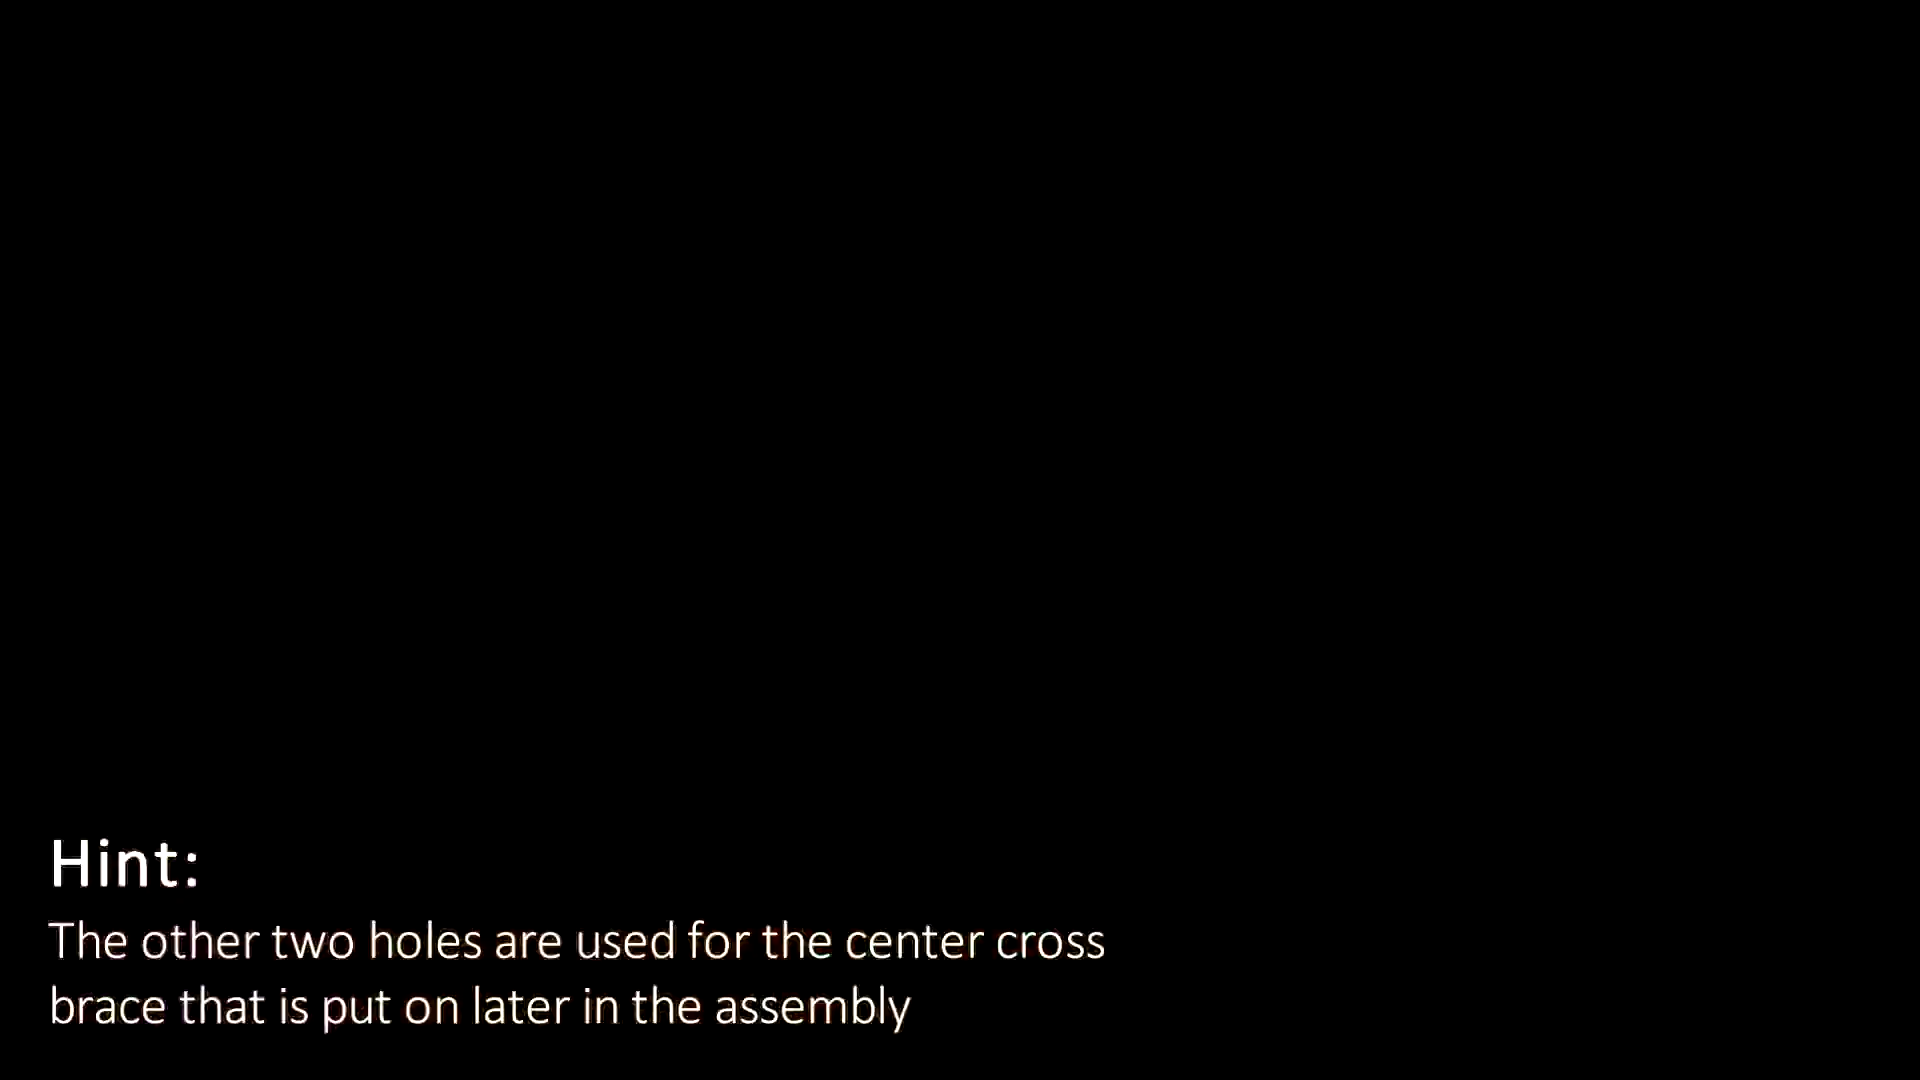 Hint:
The other two holes are used for the center cross
brace that is put on later in the assembly